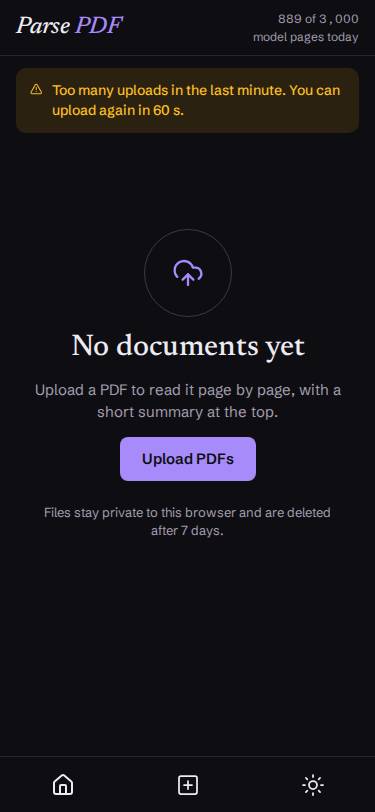 Parse PDF
889 of 3,000
model pages today
Too many uploads in the last minute. You can
upload again in 60 s.
No documents yet
Upload a PDF to read it page by page, with a
short summary at the top.
Upload PDFs
Files stay private to this browser and are deleted
after 7 days.